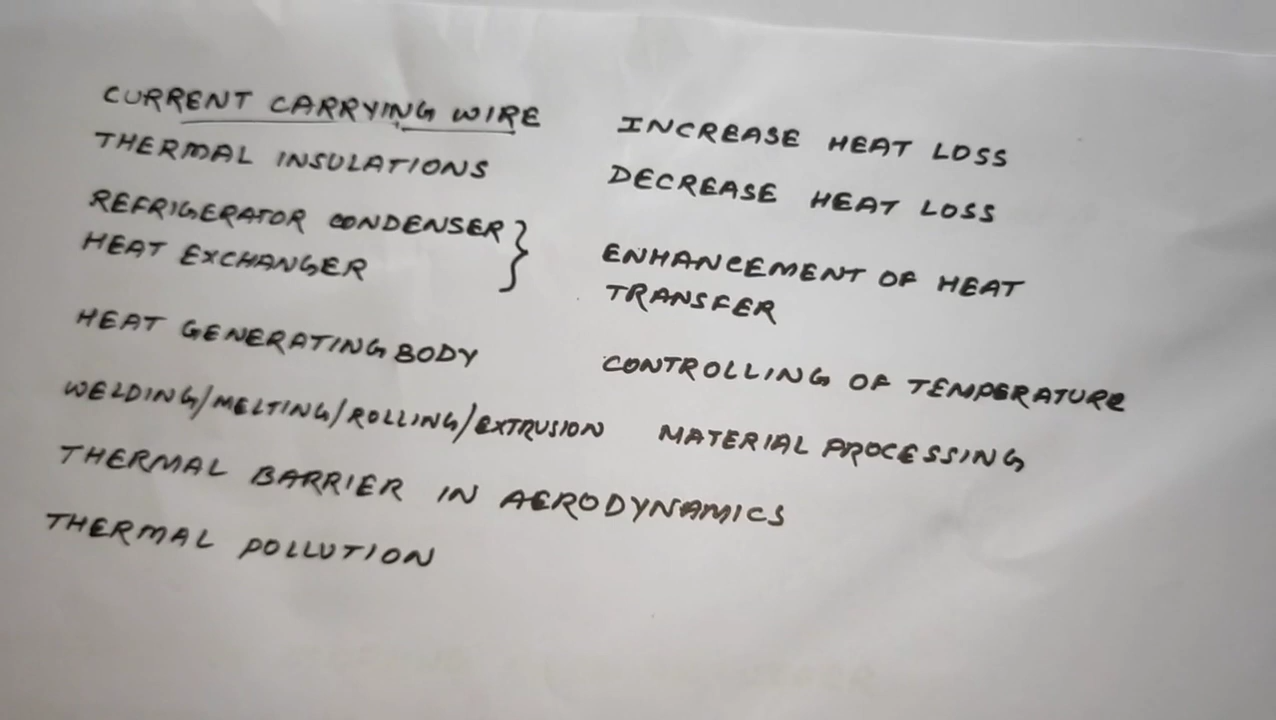 CURRENT CARRYING WIRE INCREASE HEAT LOSS
THERMAL INSULATIONS DECREASE HEAT LOSS
REFRIGERATOR CONDENSER
HEAT EXCHANGER
ENHANCEMENT OF HEAT
TRANSFER
HEAT GENERATING BODY CONTROLLING OF TEMPERATURE
WELDING/MELTING/ROLLING/EXTRUSION MATERIAL PROCESSING
THERMAL BARRIER IN AERODYNAMICS
THERMAL POLLUTION